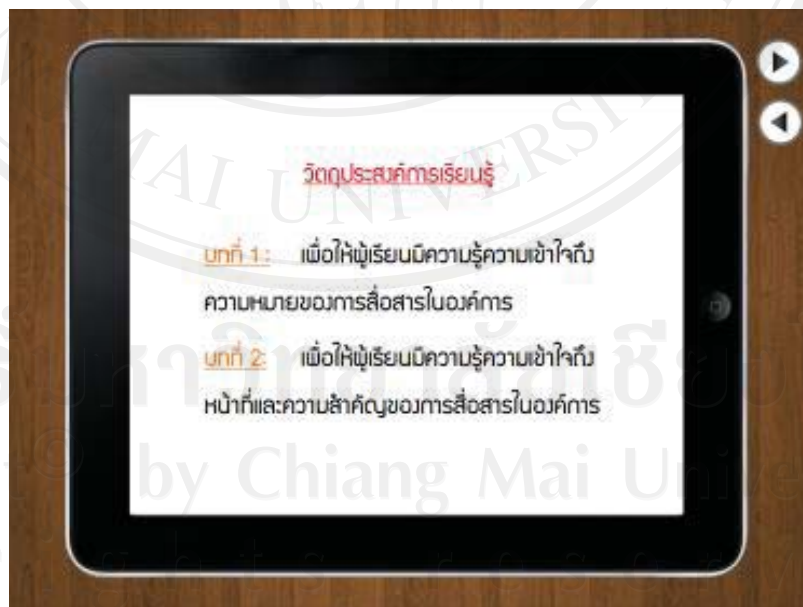 วัตถุประสงค์การเรียนรู้
บทที่ 1 : เพื่อให้ผู้เรียนมีความรู้ความเข้าใจถึง
ความหมายของการสื่อสารในองค์การ
บทที่ 2: เพื่อให้ผู้เรียนมีความรู้ความเข้าใจถึง
หน้าที่และความสำคัญของการสื่อสารในองค์การ
MAI UNIVERSIT
© by Chiang Mai Unive